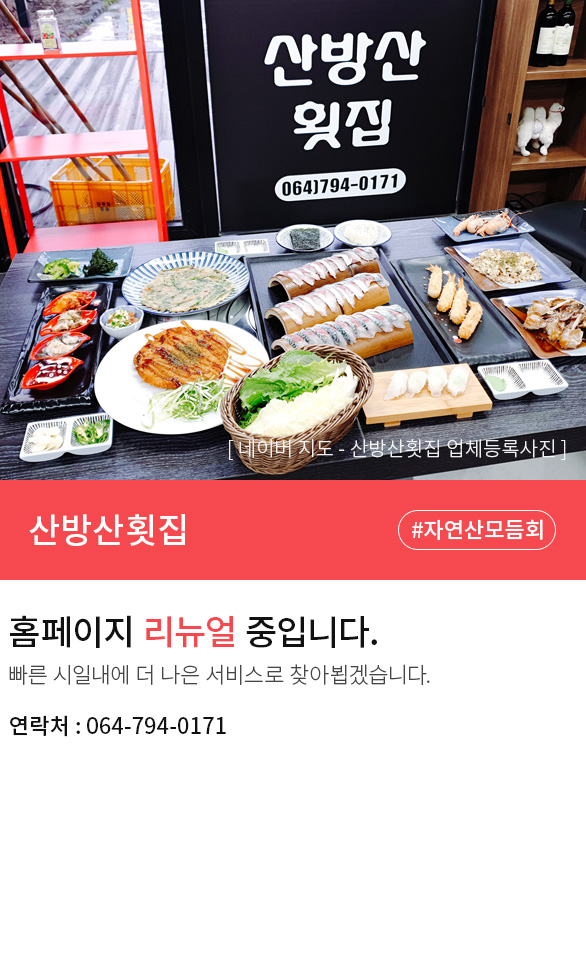 산방산
횟집
064)794-0171
[ 네이버 지도 - 산방산횟집 업체등록사진 ]
산방산횟집
#자연산모듬회
홈페이지 리뉴얼 중입니다.
빠른 시일내에 더 나은 서비스로 찾아뵙겠습니다.
연락처 : 064-794-0171